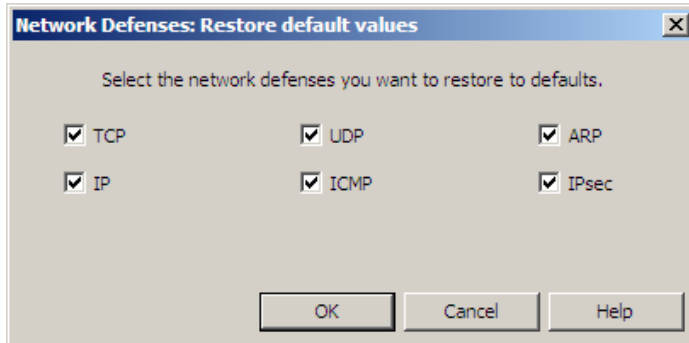 Network Defenses: Restore default values
Select the network defenses you want to restore to defaults.
TCP UDP ARP
IP ICMP IPsec
OK Cancel Help